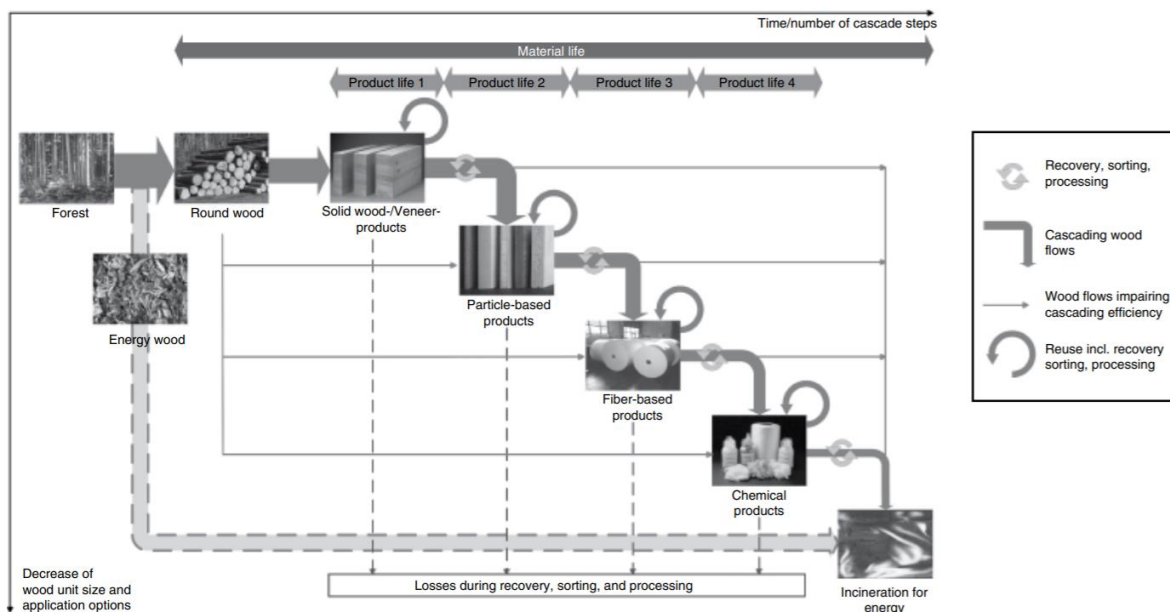 Time/number of cascade steps
Material life
Product life 1
Product life 2
Product life 3
Product life 4
Forest
Round wood
Solid wood-/Veneer-
products
Energy wood
Particle-based
products
Fiber-based
products
Chemical
products
Decrease of
wood unit size and
application options
Losses during recovery, sorting, and processing
Incineration for
energy
Recovery, sorting,
processing
Cascading wood
flows
Wood flows impairing
cascading efficiency
Reuse incl. recovery
sorting, processing